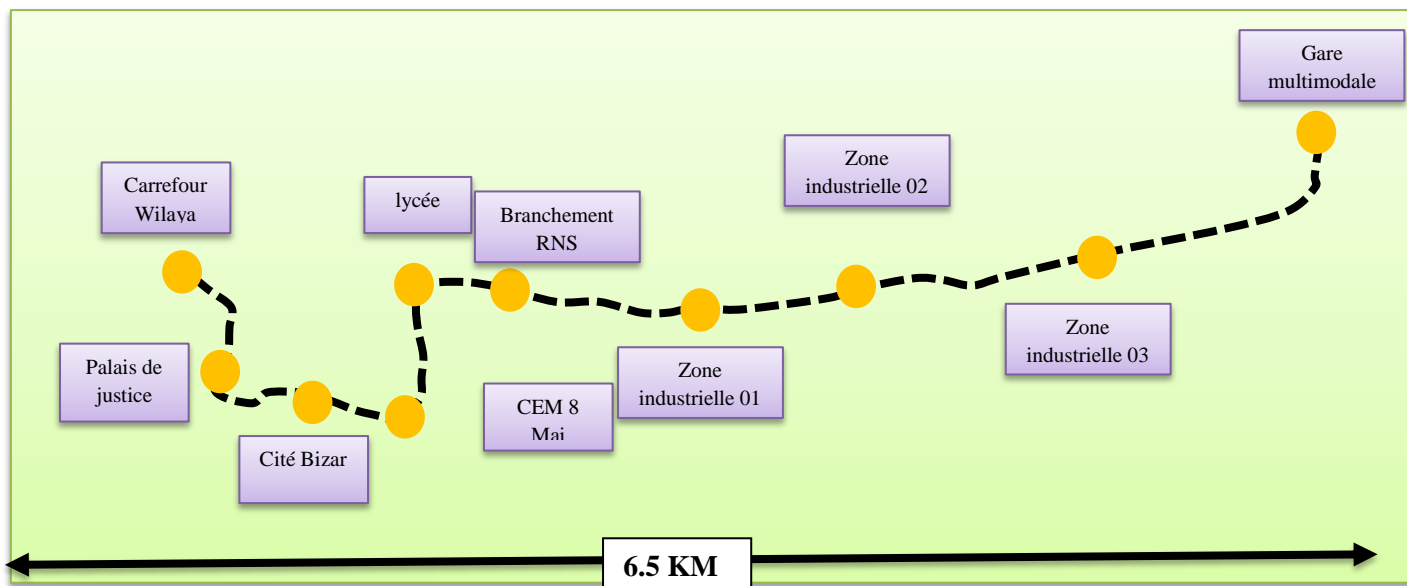 Gare
multimodale
Zone
industrielle 02
Carrefour
Wilaya
lycée
Branchement
RNS
Palais de
justice
Zone
industrielle 03
Zone
industrielle 01
CEM 8
Mai
Cité Bizar
6.5 KM